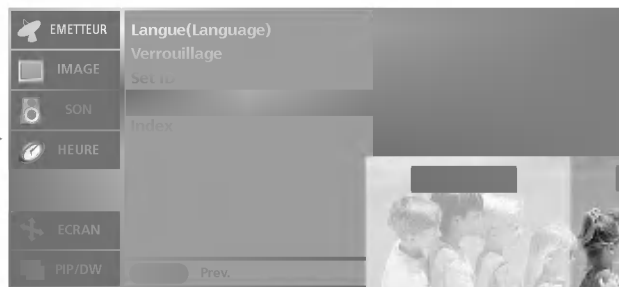 EMETTEUR
IMAGE
SON
HEURE
ECRAN
PIP/DW
Langue(Language)
Verrouillage
Set ID
Index
Prev.